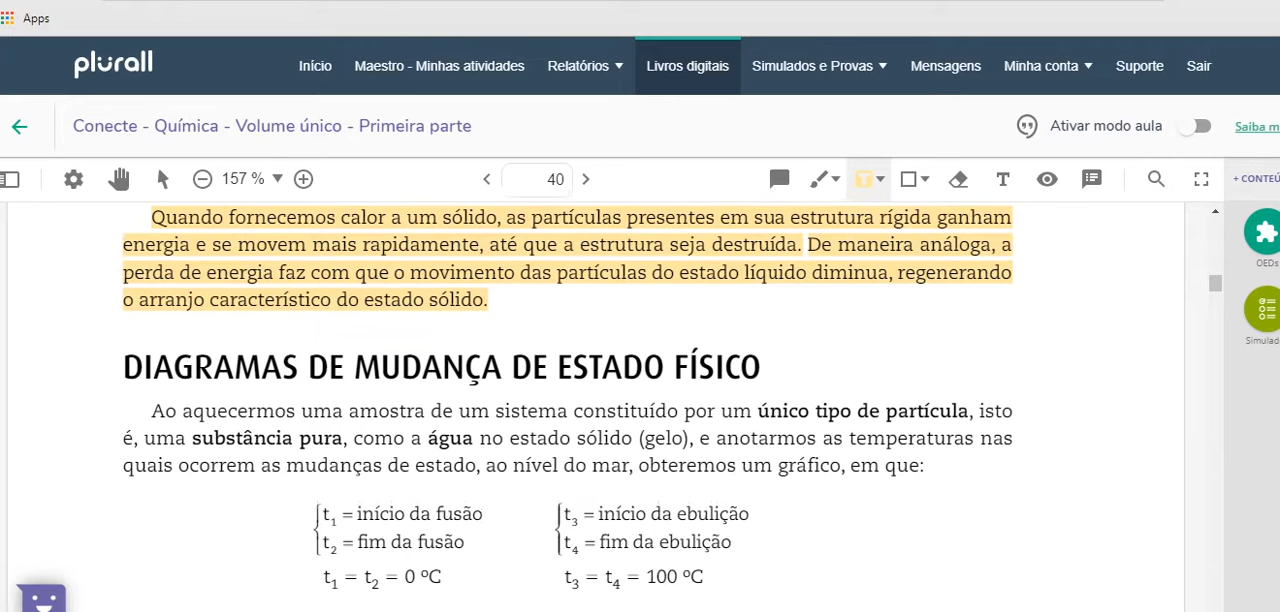 Apps
plurall
Início Maestro - Minhas atividades Relatórios Livros digitais Simulados e Provas Mensagens Minha conta Suporte Sair
Conecte - Química - Volume único - Primeira parte Ativar modo aula Saiba m
157 % 40 T T + CONTEÚ
Quando fornecemos calor a um sólido, as partículas presentes em sua estrutura rígida ganham
energia e se movem mais rapidamente, até que a estrutura seja destruída. De maneira análoga, a
perda de energia faz com que o movimento das partículas do estado líquido diminua, regenerando
o arranjo característico do estado sólido.
OEDs
Simulad
DIAGRAMAS DE MUDANÇA DE ESTADO FÍSICO
Ao aquecermos uma amostra de um sistema constituído por um único tipo de partícula, isto
é, uma substância pura, como a água no estado sólido (gelo), e anotarmos as temperaturas nas
quais ocorrem as mudanças de estado, ao nível do mar, obteremos um gráfico, em que:
t₁ = início da fusão t₃ = início da ebulição
t₂ = fim da fusão t₄ = fim da ebulição
t₁ = t₂ = 0 ºC t₃ = t₄ = 100 ºC